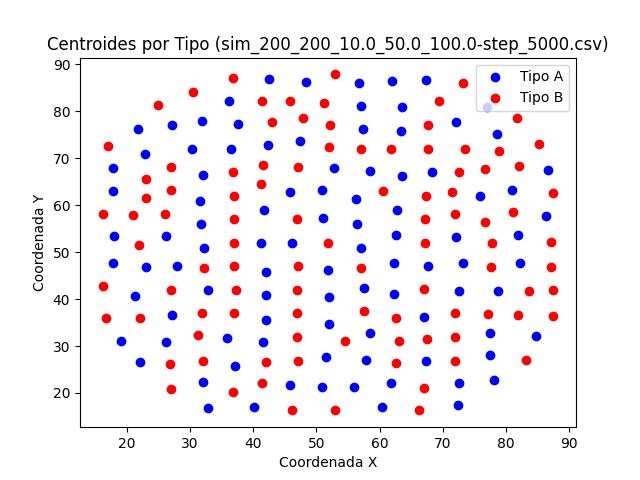 Centroides por Tipo (sim_200_200_10.0_50.0_100.0-step_5000.csv)
90
80
70
60
50
40
30
20
Coordenada Y
Tipo A
Tipo B
20 30 40 50 60 70 80 90
Coordenada X